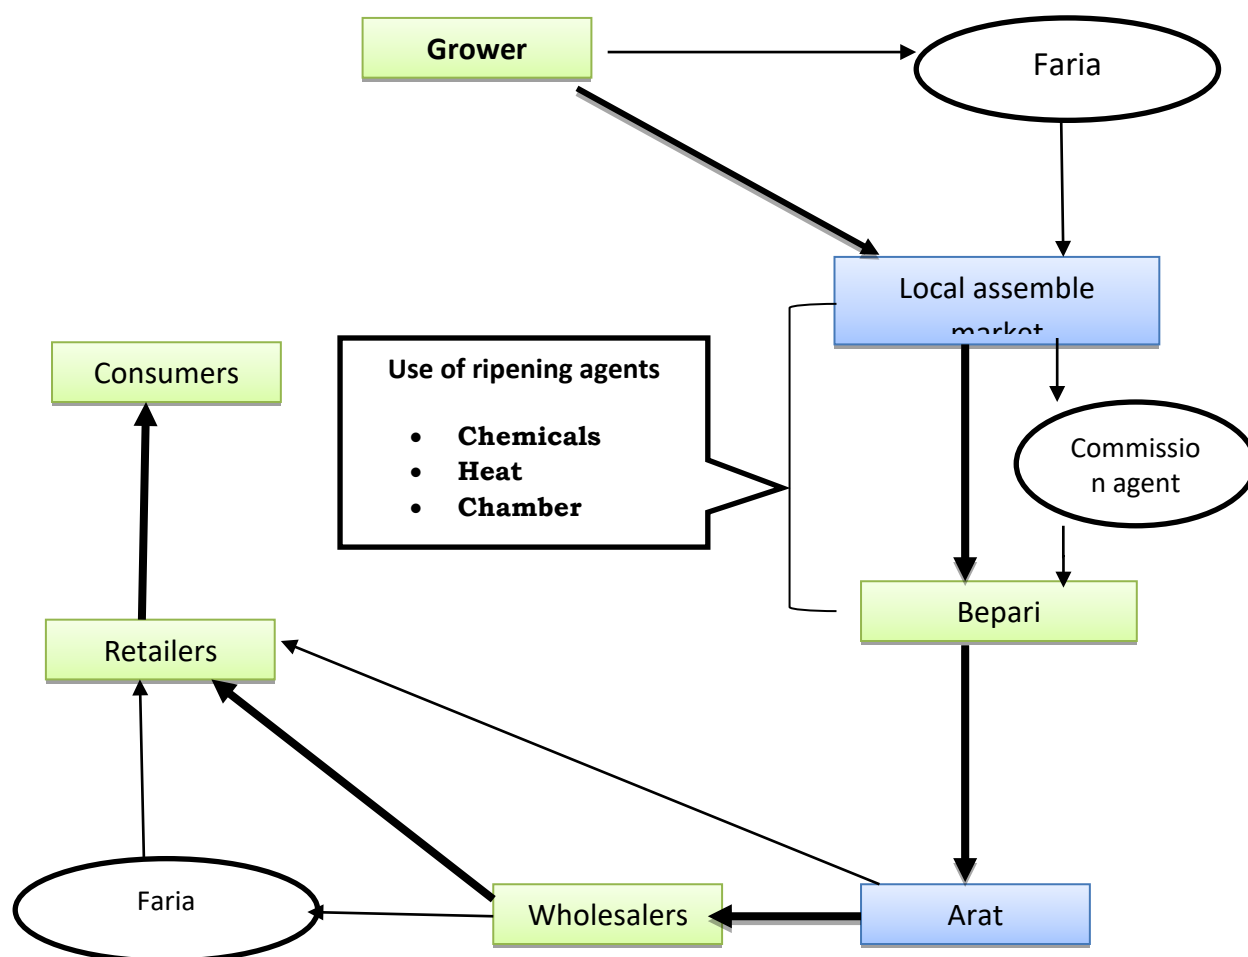 Grower
Faria
Local assemble
market
Use of ripening agents
• Chemicals
• Heat
• Chamber
Consumers
Commissio
n agent
Bepari
Retailers
Faria
Wholesalers
Arat